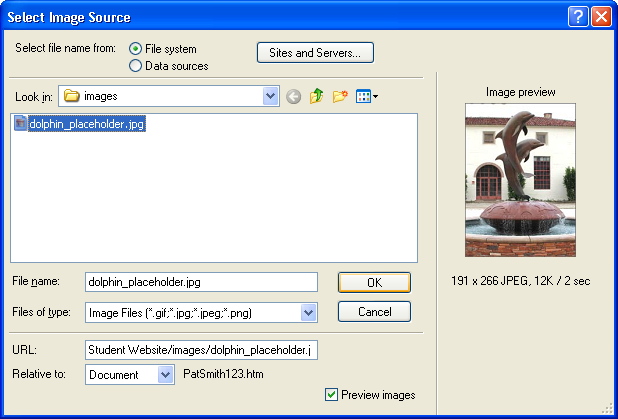 Select Image Source
Select file name from:
File system
Data sources
Sites and Servers...
Look in:
images
dolphin_placeholder.jpg
Image preview
191 x 266 JPEG, 12K / 2 sec
File name:
dolphin_placeholder.jpg
OK
Files of type:
Image Files (*.gif;*.jpg;*.jpeg;*.png)
Cancel
URL:
Student Website/images/dolphin_placeholder.j
Relative to:
Document
PatSmith123.htm
Preview images